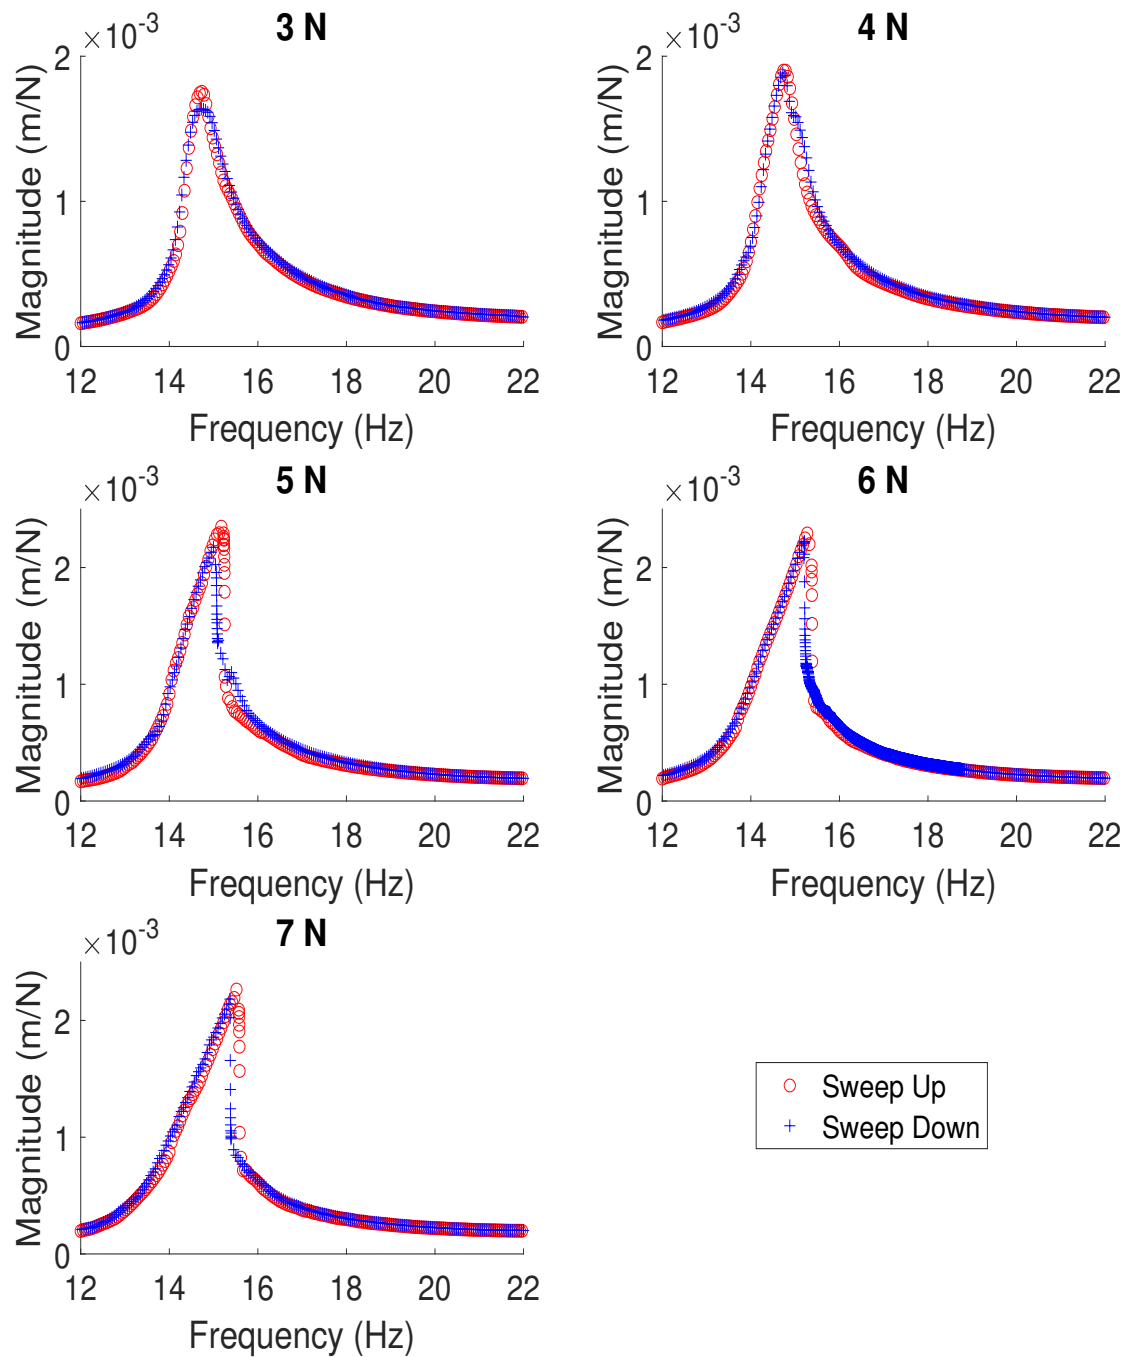 ×10-3
3 N
Magnitude (m/N)
2
1
0
12 14 16 18 20 22
Frequency (Hz)
×10-3
4 N
Magnitude (m/N)
2
1
0
12 14 16 18 20 22
Frequency (Hz)
×10-3
5 N
Magnitude (m/N)
2
1
0
12 14 16 18 20 22
Frequency (Hz)
×10-3
6 N
Magnitude (m/N)
2
1
0
12 14 16 18 20 22
Frequency (Hz)
×10-3
7 N
Magnitude (m/N)
2
1
0
12 14 16 18 20 22
Frequency (Hz)
Sweep Up
Sweep Down